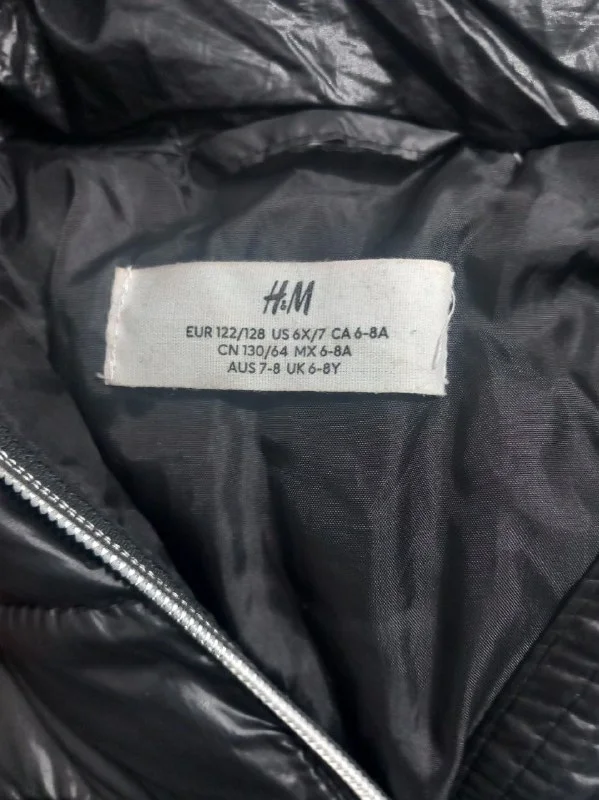 H&M
EUR 122/128 US 6X/7 CA 6-8A
CN 130/64 MX 6-8A
AUS 7-8 UK 6-8Y